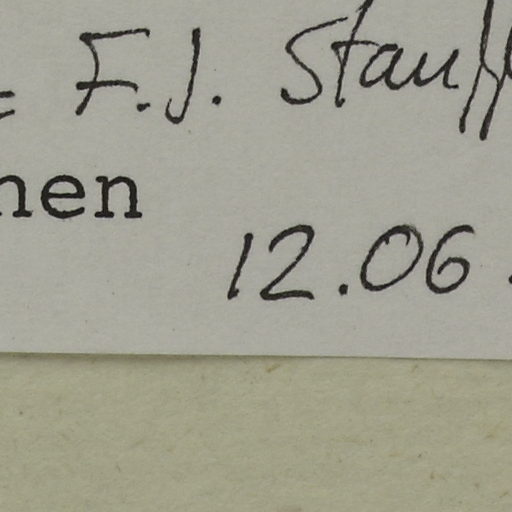 = F.J. Stauff
nen
12.06.